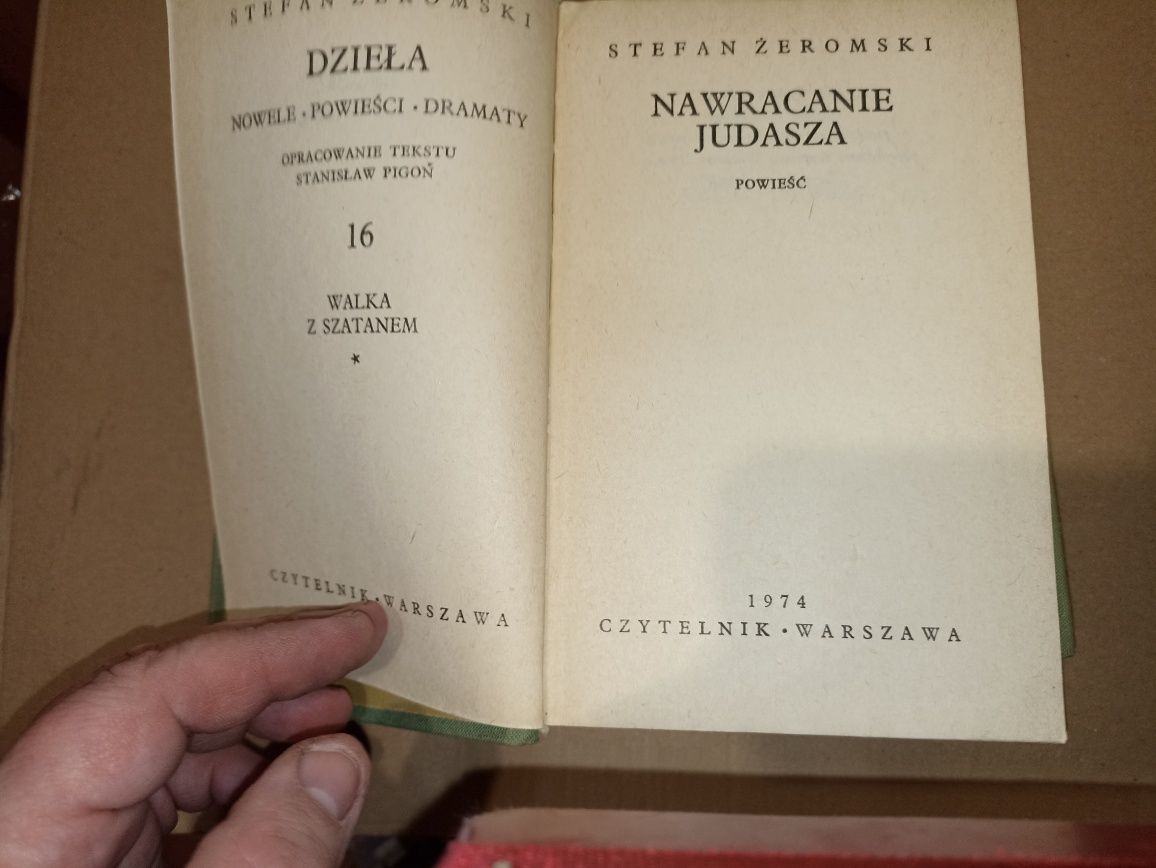 STEFAN ŻEROMSKI
DZIEŁA
NOWELE • POWIEŚCI • DRAMATY
OPRACOWANIE TEKSTU
STANISŁAW PIGOŃ
16
WALKA
Z SZATANEM
*
CZYTELNIK • WARSZAWA
STEFAN ŻEROMSKI
NAWRACANIE
JUDASZA
POWIEŚĆ
1974
CZYTELNIK • WARSZAWA